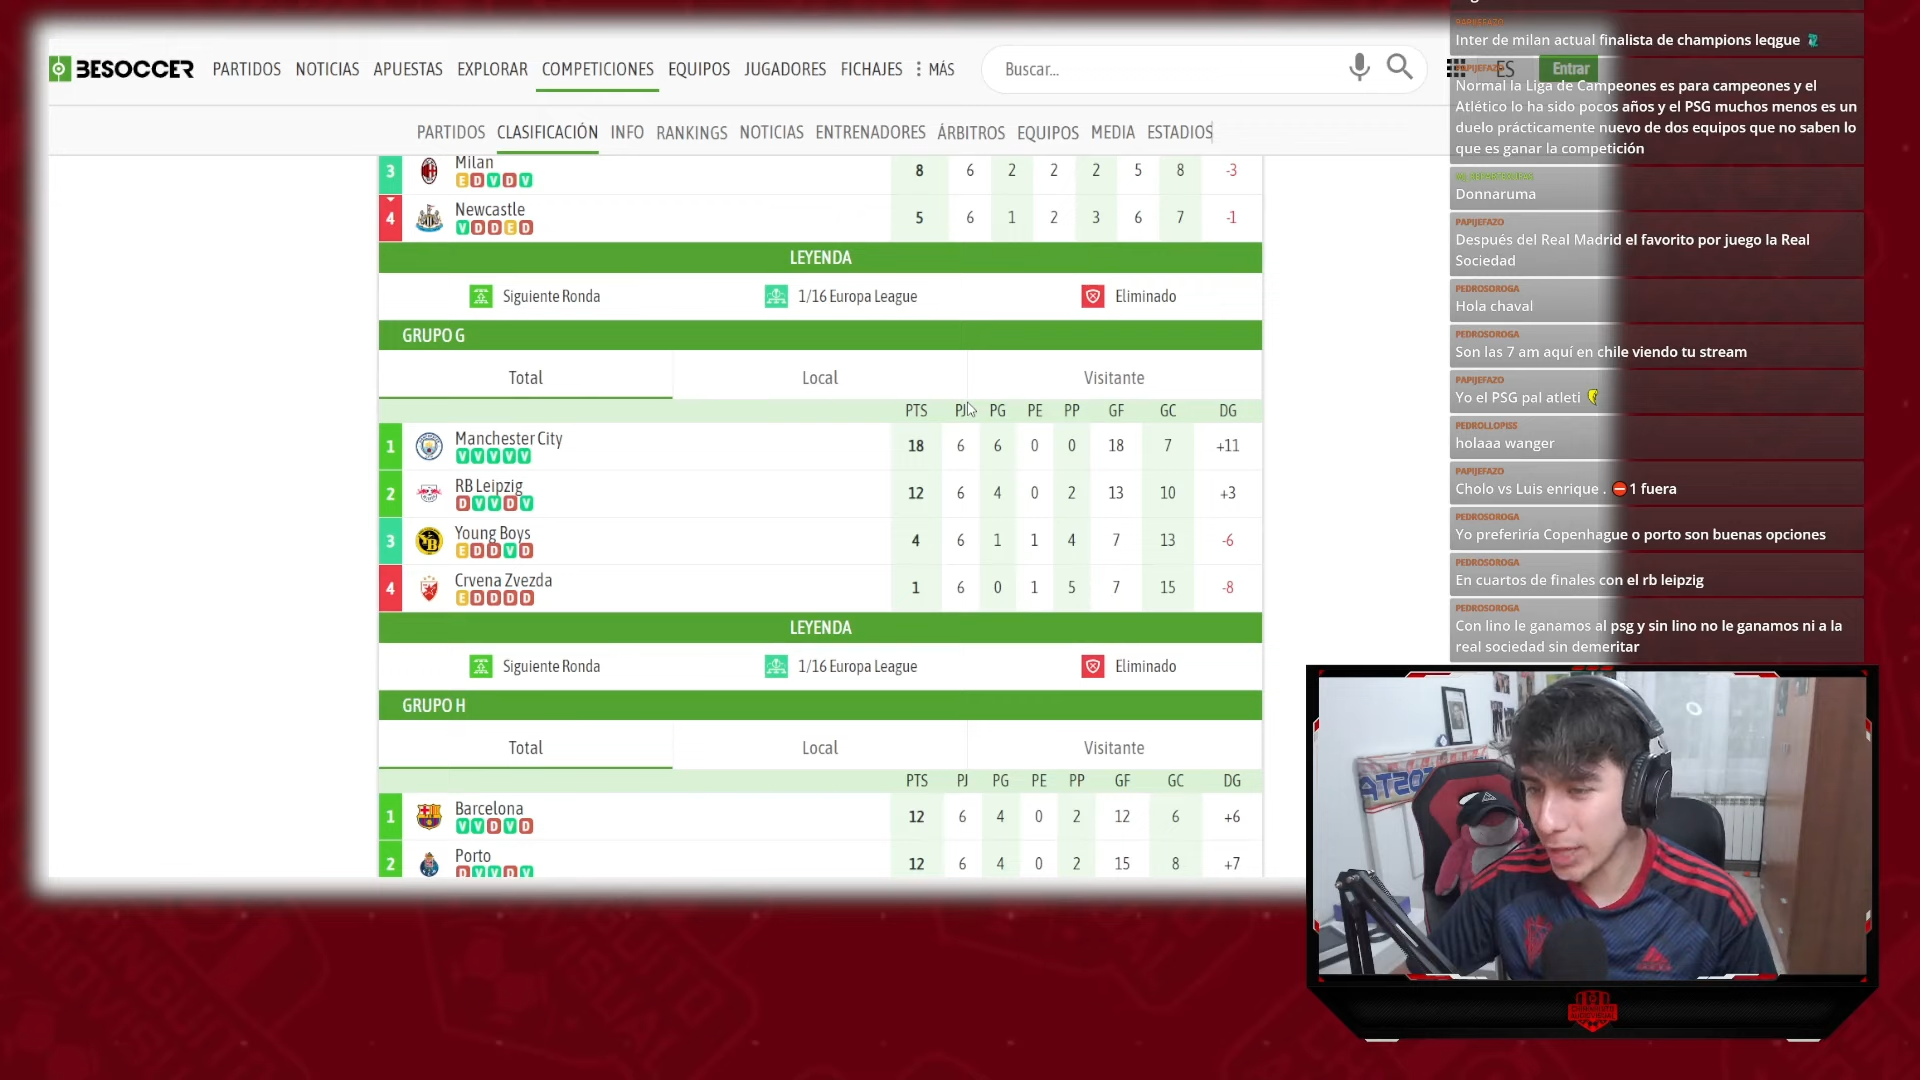 BESOCCER PARTIDOS NOTICIAS APUESTAS EXPLORAR COMPETICIONES EQUIPOS JUGADORES FICHAJES MÁS Buscar... ES Entrar
PARTIDOS CLASIFICACIÓN INFO RANKINGS NOTICIAS ENTRENADORES ÁRBITROS EQUIPOS MEDIA ESTADIOS
3 Milan 8 6 2 2 2 5 8 -3
E D V D V
4 Newcastle 5 6 1 2 3 6 7 -1
V D D E D
LEYENDA
Siguiente Ronda 1/16 Europa League Eliminado
GRUPO G
Total Local Visitante
PTS PJ PG PE PP GF GC DG
1 Manchester City 18 6 6 0 0 18 7 +11
V V V V V
2 RB Leipzig 12 6 4 0 2 13 10 +3
D V V D V
3 Young Boys 4 6 1 1 4 7 13 -6
E D D V D
4 Crvena Zvezda 1 6 0 1 5 7 15 -8
E D D D D
LEYENDA
Siguiente Ronda 1/16 Europa League Eliminado
GRUPO H
Total Local Visitante
PTS PJ PG PE PP GF GC DG
1 Barcelona 12 6 4 0 2 12 6 +6
V V D V D
2 Porto 12 6 4 0 2 15 8 +7
D V V D V
Inter de milan actual finalista de champions leqgue
PAPIJEFAZO
Normal la Liga de Campeones es para campeones y el
Atlético lo ha sido pocos años y el PSG muchos menos es un
duelo prácticamente nuevo de dos equipos que no saben lo
que es ganar la competición
Donnaruma
PAPIJEFAZO
Después del Real Madrid el favorito por juego la Real
Sociedad
PEDROSOROGA
Hola chaval
PEDROSOROGA
Son las 7 am aquí en chile viendo tu stream
PAPIJEFAZO
Yo el PSG pal atleti
PEDROLLOPISS
holaaa wanger
PAPIJEFAZO
Cholo vs Luis enrique . 1 fuera
PEDROSOROGA
Yo preferiría Copenhague o porto son buenas opciones
PEDROSOROGA
En cuartos de finales con el rb leipzig
PEDROSOROGA
Con lino le ganamos al psg y sin lino no le ganamos ni a la
real sociedad sin demeritar